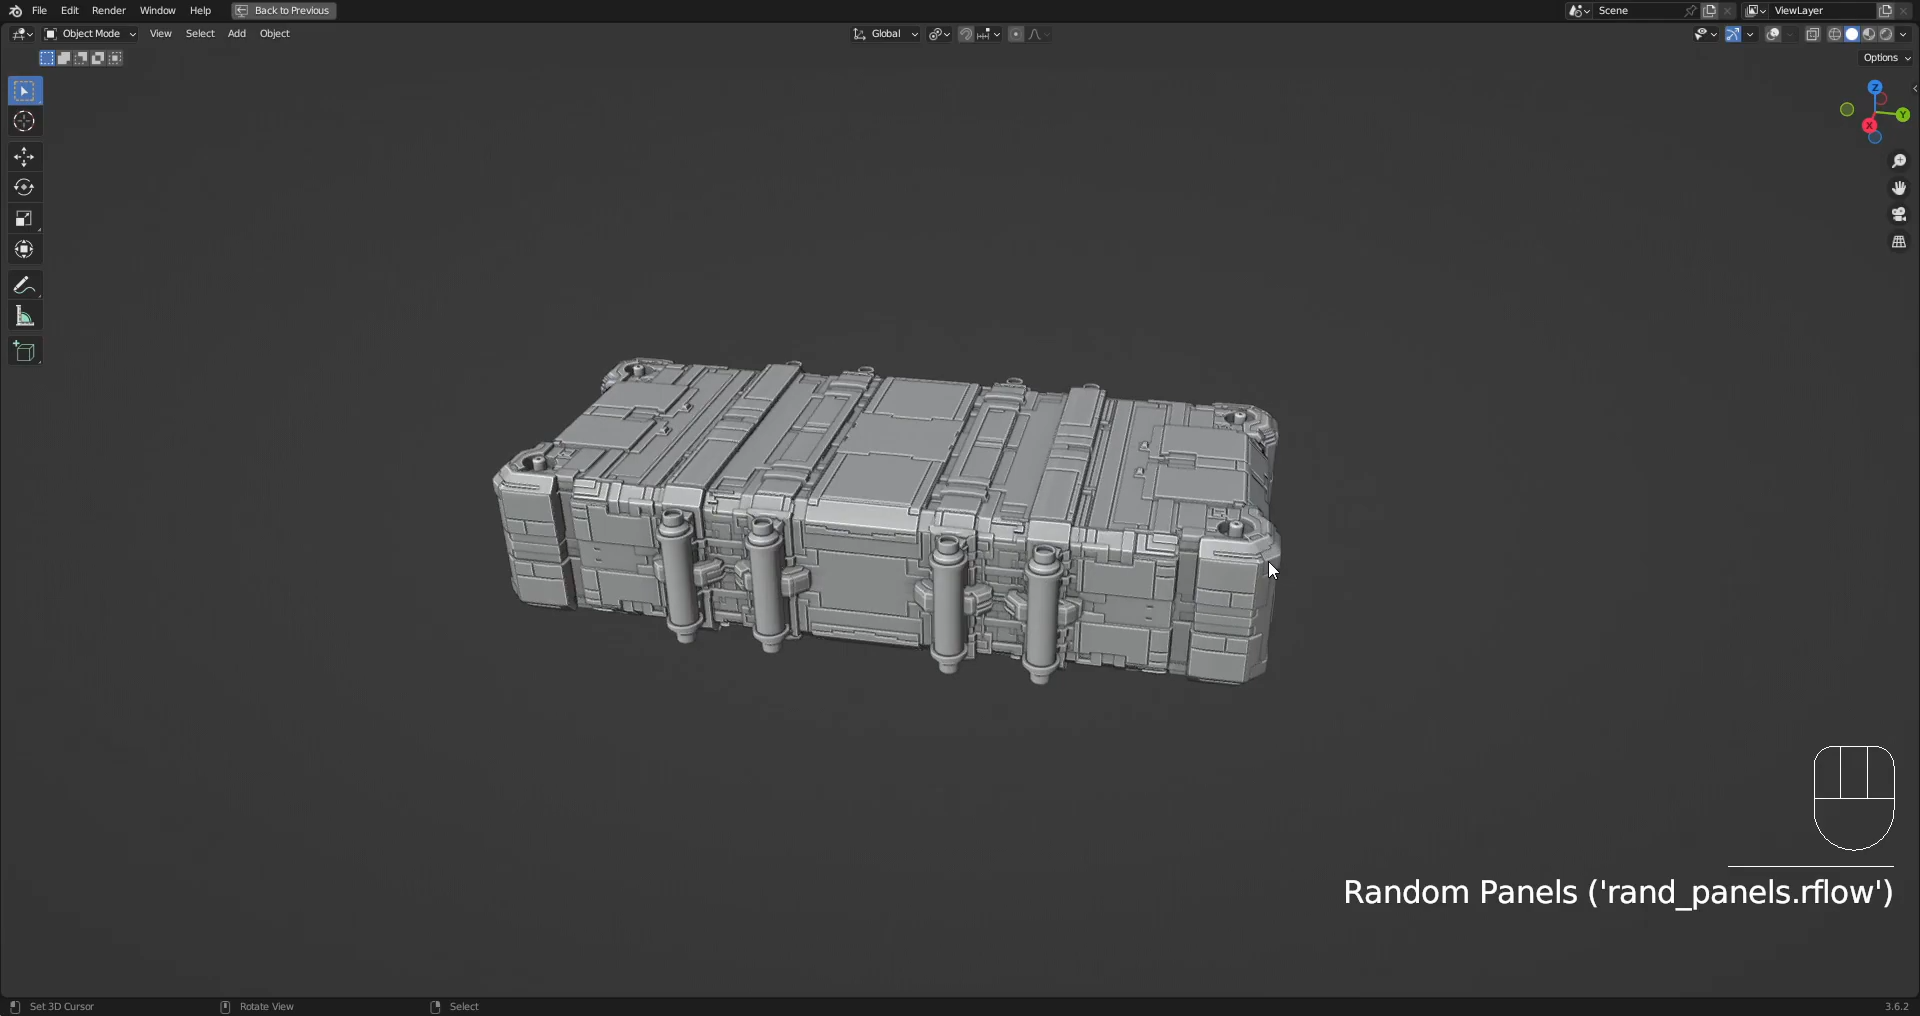 File Edit Render Window Help Back to Previous Scene ViewLayer
Object Mode View Select Add Object Global
Options
Z
Y
X
Random Panels ('rand_panels.rflow')
Set 3D Cursor Rotate View Select 3.6.2